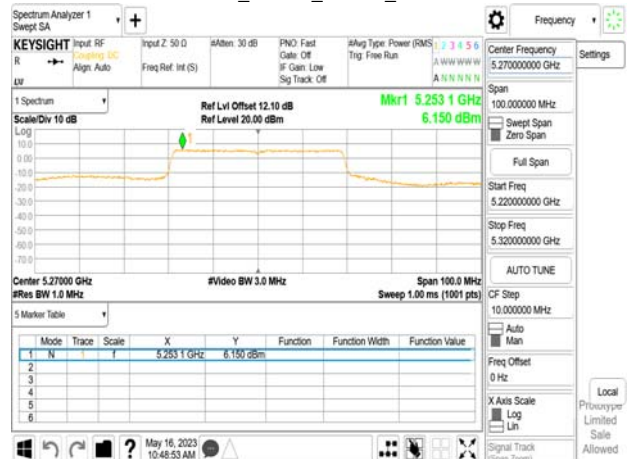 Spectrum Analyzer 1
Swept SA
Frequency
KEYSIGHT
Input: RF
Coupling: DC
Align: Auto
Input Z: 50 Ω
Freq Ref: Int (S)
#Atten: 30 dB
PNO: Fast
Gate: Off
IF Gain: Low
Sig Track: Off
#Avg Type: Power (RMS
Trig: Free Run
1 2 3 4 5 6
A W W W W W
A N N N N N
R
1 Spectrum
Scale/Div 10 dB
Ref Lvl Offset 12.10 dB
Ref Level 20.00 dBm
Mkr1 5.253 1 GHz
6.150 dBm
Log
10.0
0.00
-10.0
-20.0
-30.0
-40.0
-50.0
-60.0
-70.0
1
Center 5.27000 GHz
#Res BW 1.0 MHz
#Video BW 3.0 MHz
Span 100.0 MHz
Sweep 1.00 ms (1001 pts)
5 Marker Table
Mode Trace Scale X Y Function Function Width Function Value
1 N 1 f 5.253 1 GHz 6.150 dBm
2
3
4
5
6
May 16, 2023
10:48:53 AM
Center Frequency
5.270000000 GHz
Settings
Span
100.000000 MHz
Swept Span
Zero Span
Full Span
Start Freq
5.220000000 GHz
Stop Freq
5.320000000 GHz
AUTO TUNE
CF Step
10.000000 MHz
Auto
Man
Freq Offset
0 Hz
X Axis Scale
Log
Lin
Signal Track
Local
Prototype
Limited
Sale
Allowed